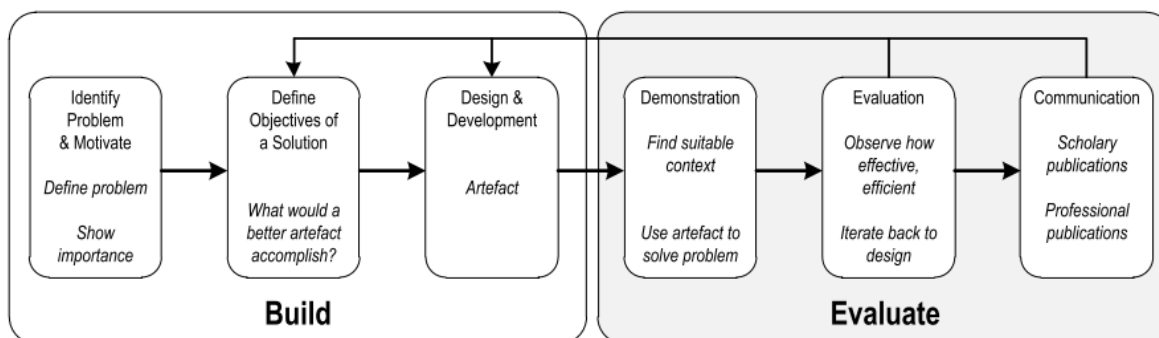 Identify
Problem
& Motivate
Define problem
Show
importance
Define
Objectives of
a Solution
What would a
better artefact
accomplish?
Design &
Development
Artefact
Demonstration
Find suitable
context
Use artefact to
solve problem
Evaluation
Observe how
effective,
efficient
Iterate back to
design
Communication
Scholary
publications
Professional
publications
Build
Evaluate